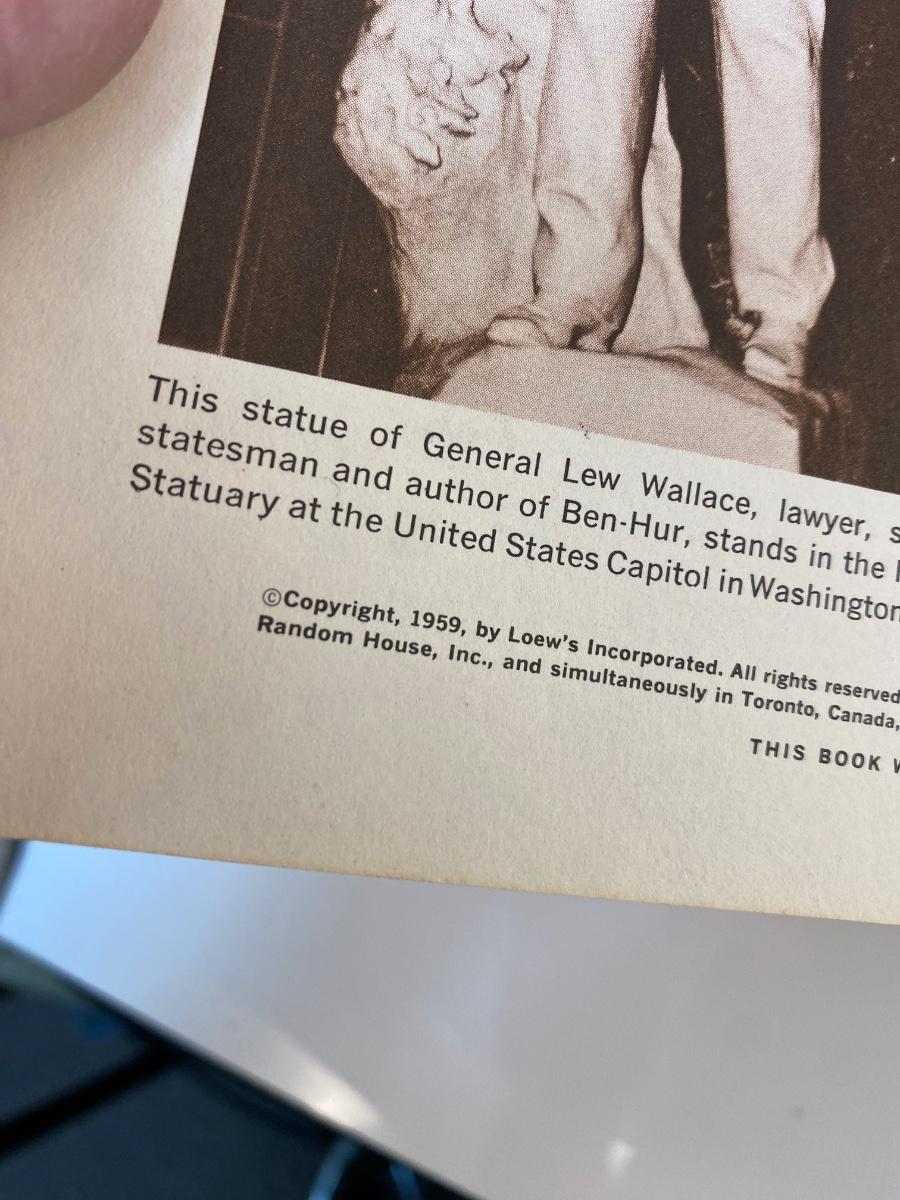 This statue of General Lew Wallace, lawyer,
statesman and author of Ben-Hur, stands in the
Statuary at the United States Capitol in Washington
©Copyright, 1959, by Loew's Incorporated. All rights reserved
Random House, Inc., and simultaneously in Toronto, Canada,
THIS BOOK